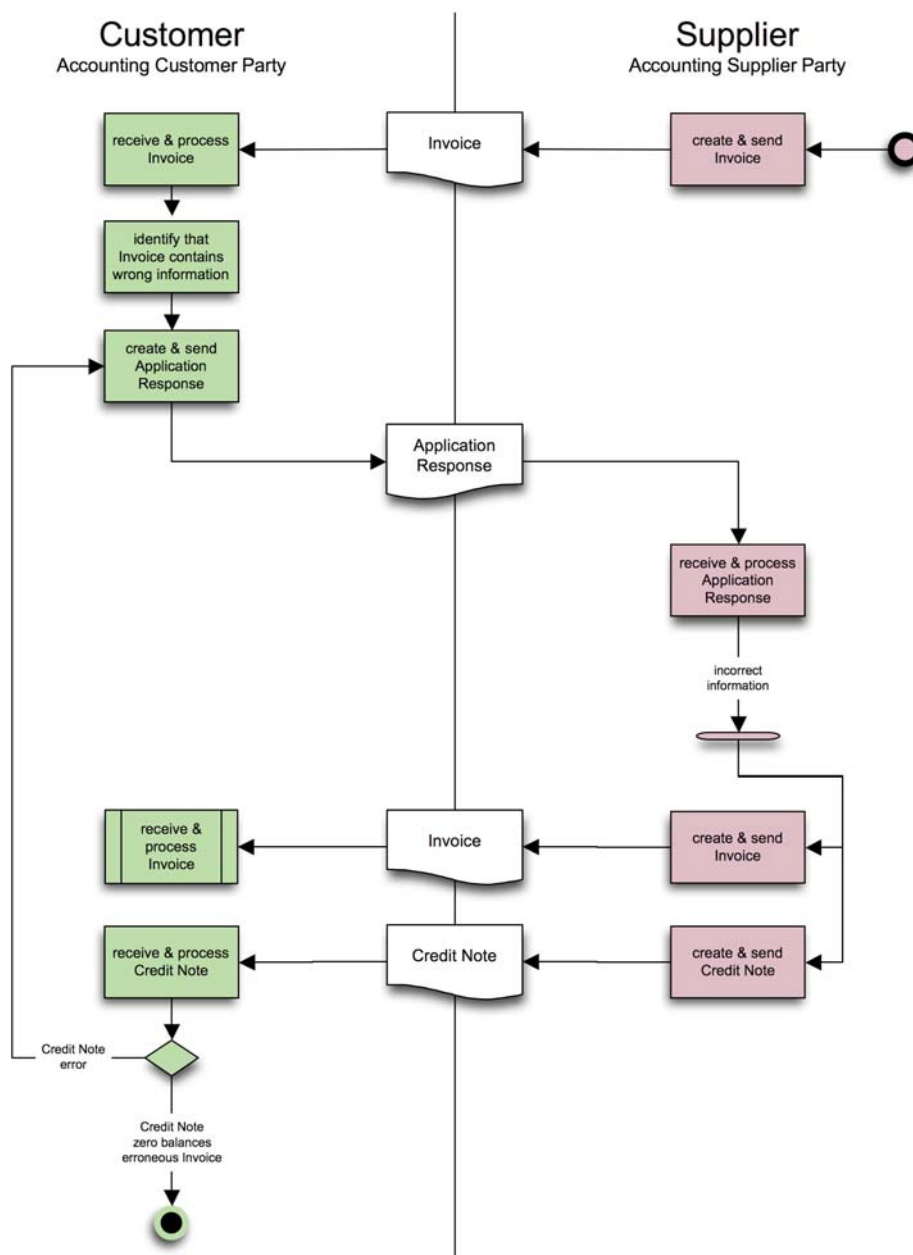 Customer
Accounting Customer Party
Supplier
Accounting Supplier Party
receive & process
Invoice
Invoice
create & send
Invoice
identify that
Invoice contains
wrong information
create & send
Application
Response
Application
Response
receive & process
Application
Response
incorrect
information
receive &
process
Invoice
Invoice
create & send
Invoice
receive & process
Credit Note
Credit Note
create & send
Credit Note
Credit Note
error
Credit Note
zero balances
erroneous Invoice